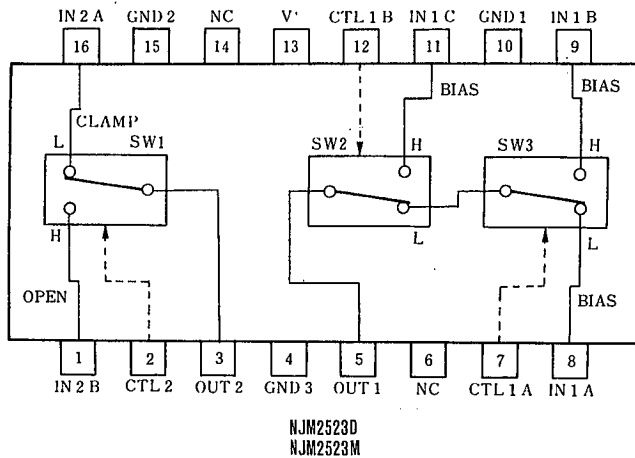 IN 2 A GND 2 NC V+ CTL 1 B IN 1 C GND 1 IN 1 B
16 15 14 13 12 11 10 9
BIAS BIAS
CLAMP
L SW1 SW2 H SW3 H
H L L
OPEN BIAS
1 2 3 4 5 6 7 8
IN 2 B CTL 2 OUT 2 GND 3 OUT 1 NC CTL 1 A IN 1 A
NJM2523D
NJM2523M